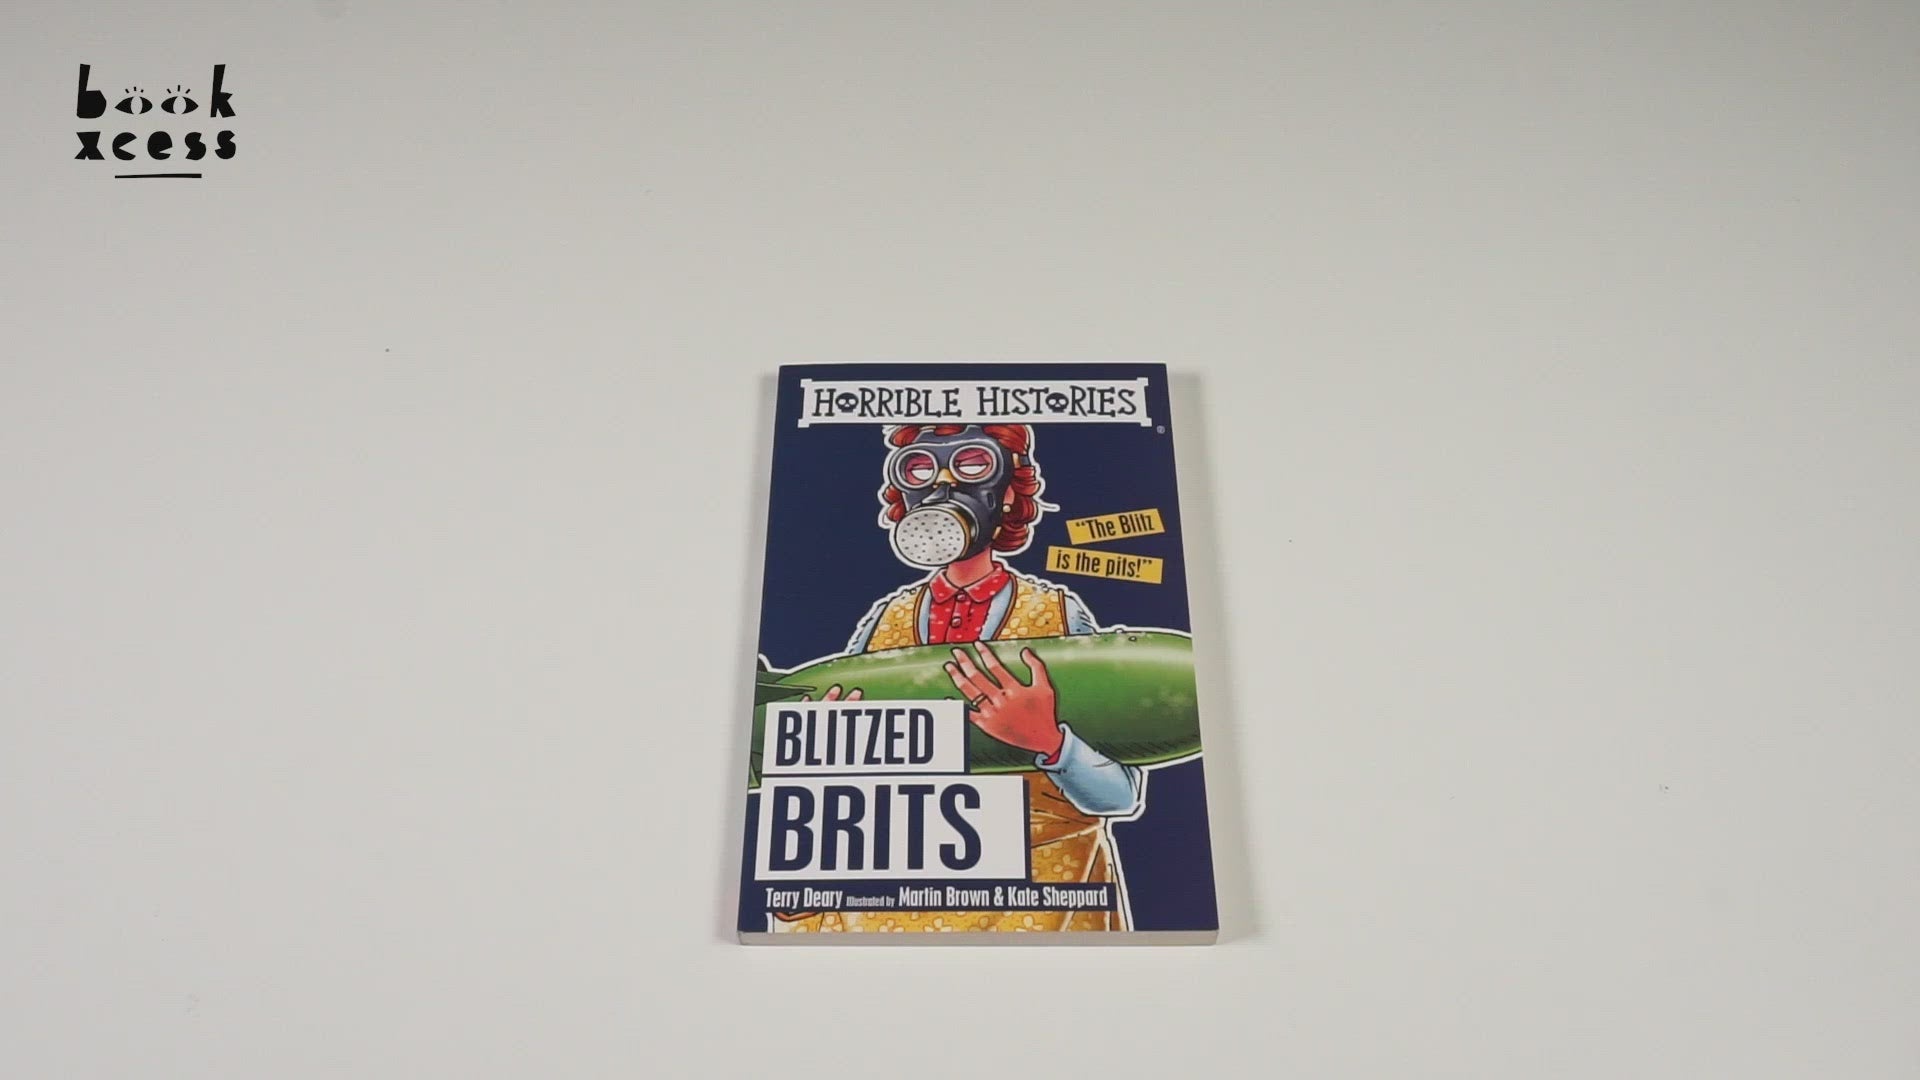 book
xcess
HORRIBLE HISTORIES
"The Blitz
is the pits!"
BLITZED
BRITS
Terry Deary Illustrated by Martin Brown & Kate Sheppard